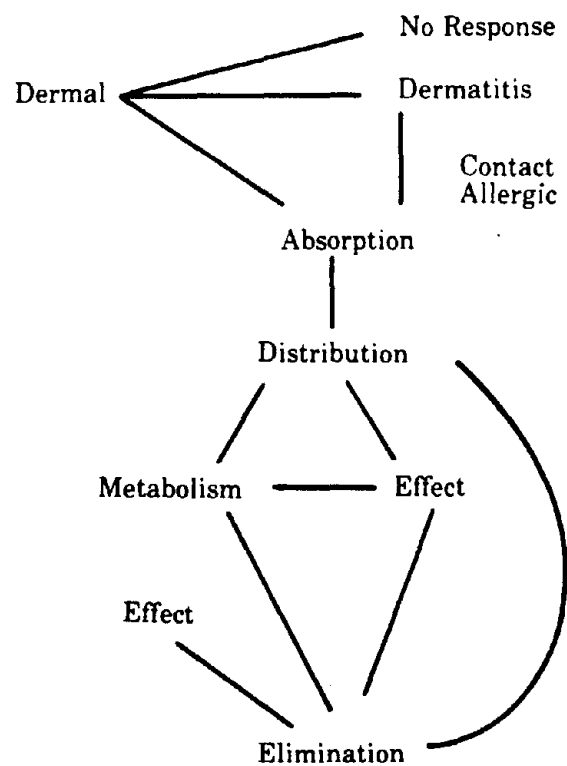 No Response
Dermal
Dermatitis
Contact
Allergic
Absorption
Distribution
Metabolism
Effect
Effect
Elimination